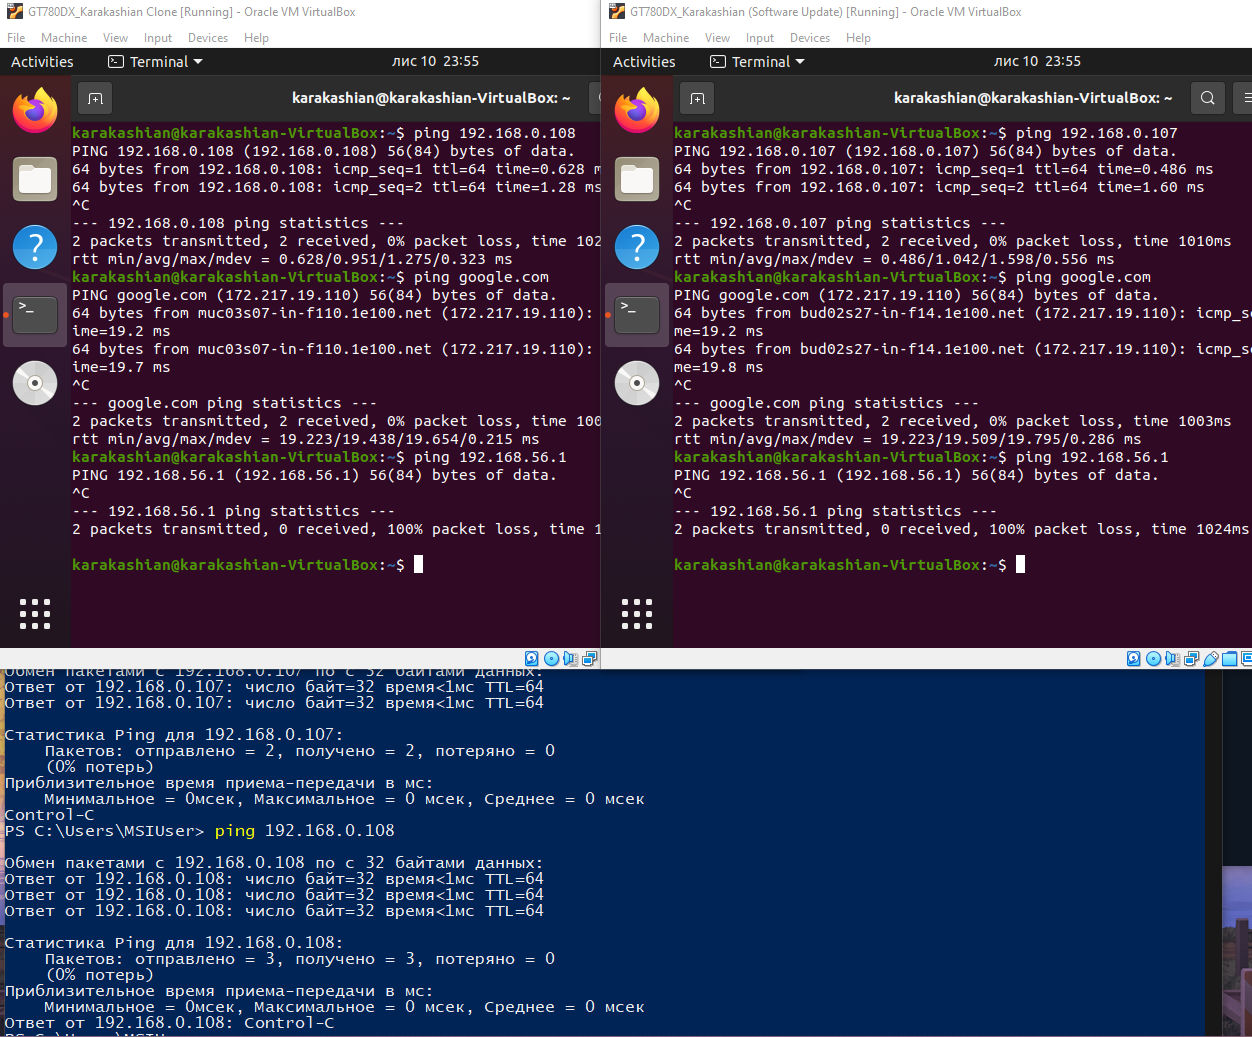 GT780DX_Karakashian Clone [Running] - Oracle VM VirtualBox
File Machine View Input Devices Help
Activities Terminal лис 10 23:55
karakashian@karakashian-VirtualBox: ~
karakashian@karakashian-VirtualBox:~$ ping 192.168.0.108
PING 192.168.0.108 (192.168.0.108) 56(84) bytes of data.
64 bytes from 192.168.0.108: icmp_seq=1 ttl=64 time=0.628 m
64 bytes from 192.168.0.108: icmp_seq=2 ttl=64 time=1.28 ms
^C
--- 192.168.0.108 ping statistics ---
2 packets transmitted, 2 received, 0% packet loss, time 102
rtt min/avg/max/mdev = 0.628/0.951/1.275/0.323 ms
karakashian@karakashian-VirtualBox:~$ ping google.com
PING google.com (172.217.19.110) 56(84) bytes of data.
64 bytes from muc03s07-in-f110.1e100.net (172.217.19.110):
ime=19.2 ms
64 bytes from muc03s07-in-f110.1e100.net (172.217.19.110):
ime=19.7 ms
^C
--- google.com ping statistics ---
2 packets transmitted, 2 received, 0% packet loss, time 100
rtt min/avg/max/mdev = 19.223/19.438/19.654/0.215 ms
karakashian@karakashian-VirtualBox:~$ ping 192.168.56.1
PING 192.168.56.1 (192.168.56.1) 56(84) bytes of data.
^C
--- 192.168.56.1 ping statistics ---
2 packets transmitted, 0 received, 100% packet loss, time 1
karakashian@karakashian-VirtualBox:~$
GT780DX_Karakashian (Software Update) [Running] - Oracle VM VirtualBox
File Machine View Input Devices Help
Activities Terminal лис 10 23:55
karakashian@karakashian-VirtualBox: ~
karakashian@karakashian-VirtualBox:~$ ping 192.168.0.107
PING 192.168.0.107 (192.168.0.107) 56(84) bytes of data.
64 bytes from 192.168.0.107: icmp_seq=1 ttl=64 time=0.486 ms
64 bytes from 192.168.0.107: icmp_seq=2 ttl=64 time=1.60 ms
^C
--- 192.168.0.107 ping statistics ---
2 packets transmitted, 2 received, 0% packet loss, time 1010ms
rtt min/avg/max/mdev = 0.486/1.042/1.598/0.556 ms
karakashian@karakashian-VirtualBox:~$ ping google.com
PING google.com (172.217.19.110) 56(84) bytes of data.
64 bytes from bud02s27-in-f14.1e100.net (172.217.19.110): icmp_se
me=19.2 ms
64 bytes from bud02s27-in-f14.1e100.net (172.217.19.110): icmp_se
me=19.8 ms
^C
--- google.com ping statistics ---
2 packets transmitted, 2 received, 0% packet loss, time 1003ms
rtt min/avg/max/mdev = 19.223/19.509/19.795/0.286 ms
karakashian@karakashian-VirtualBox:~$ ping 192.168.56.1
PING 192.168.56.1 (192.168.56.1) 56(84) bytes of data.
^C
--- 192.168.56.1 ping statistics ---
2 packets transmitted, 0 received, 100% packet loss, time 1024ms
karakashian@karakashian-VirtualBox:~$
Обмен пакетами с 192.168.0.107 по с 32 байтами данных:
Ответ от 192.168.0.107: число байт=32 время<1мс TTL=64
Ответ от 192.168.0.107: число байт=32 время<1мс TTL=64
Статистика Ping для 192.168.0.107:
Пакетов: отправлено = 2, получено = 2, потеряно = 0
(0% потерь)
Приблизительное время приема-передачи в мс:
Минимальное = 0мсек, Максимальное = 0 мсек, Среднее = 0 мсек
Control-C
PS C:\Users\MSIUser> ping 192.168.0.108
Обмен пакетами с 192.168.0.108 по с 32 байтами данных:
Ответ от 192.168.0.108: число байт=32 время<1мс TTL=64
Ответ от 192.168.0.108: число байт=32 время<1мс TTL=64
Ответ от 192.168.0.108: число байт=32 время<1мс TTL=64
Статистика Ping для 192.168.0.108:
Пакетов: отправлено = 3, получено = 3, потеряно = 0
(0% потерь)
Приблизительное время приема-передачи в мс:
Минимальное = 0мсек, Максимальное = 0 мсек, Среднее = 0 мсек
Ответ от 192.168.0.108: Control-C